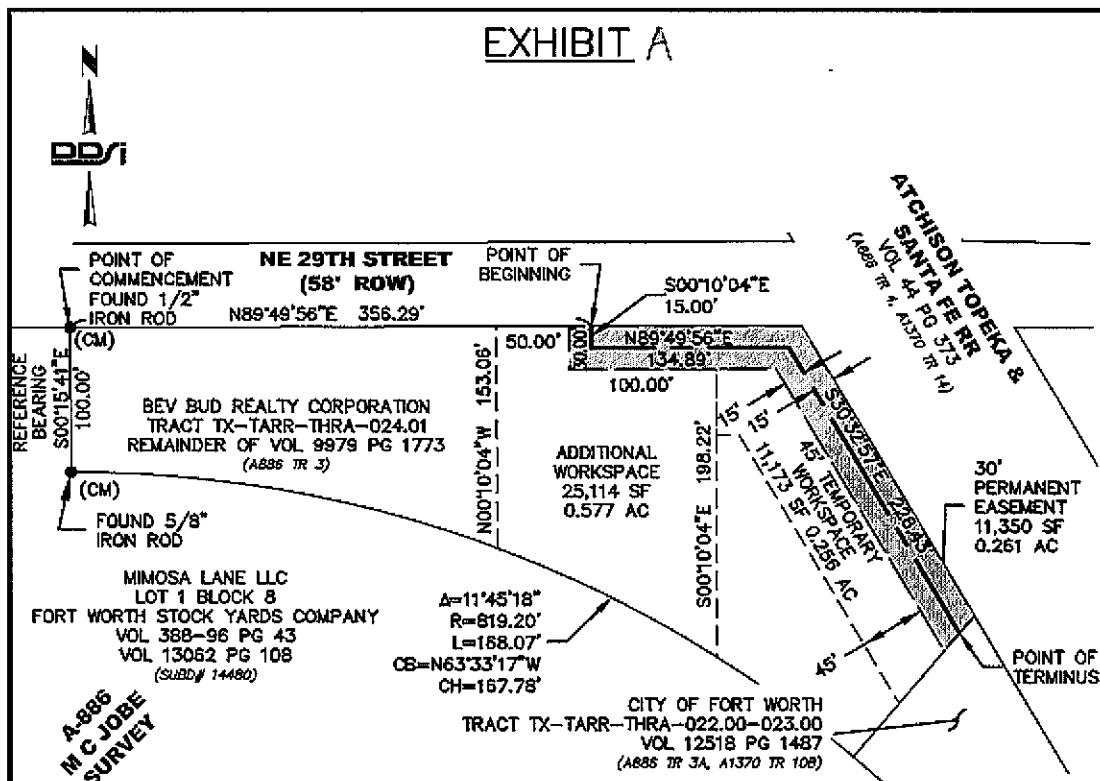 EXHIBIT A
N
DDSi
ATCHISON TOPEKA &
SANTA FE RR
VOL 44 PG 373
(A886 TR 4, A1370 TR 14)
POINT OF
COMMENCEMENT
FOUND 1/2"
IRON ROD
NE 29TH STREET
(58' ROW)
N89°49'56"E 356.29'
POINT OF
BEGINNING
S00°10'04"E
15.00'
(CM)
REFERENCE
BEARING
S00°15'41"E
100.00'
50.00'
30.00'
N89°49'56"E
134.89'
100.00'
BEV BUD REALTY CORPORATION
TRACT TX-TARR-THRA-024.01
REMAINDER OF VOL 9979 PG 1773
(A886 TR 3)
N00°10'04"W 153.06'
ADDITIONAL
WORKSPACE
25,114 SF
0.577 AC
S00°10'04"E 198.22'
15'
15'
S30°32'57"E 228.43'
45' TEMPORARY
WORKSPACE
11,173 SF 0.256 AC
30'
PERMANENT
EASEMENT
11,350 SF
0.261 AC
(CM)
FOUND 5/8"
IRON ROD
MIMOSA LANE LLC
LOT 1 BLOCK 8
FORT WORTH STOCK YARDS COMPANY
VOL 388-96 PG 43
VOL 13062 PG 108
(SUBD# 14480)
Δ=11°45'18"
R=819.20'
L=168.07'
CB=N63°33'17"W
CH=167.78'
45'
POINT OF
TERMINUS
A-886
M C JOBE
SURVEY
CITY OF FORT WORTH
TRACT TX-TARR-THRA-022.00-023.00
VOL 12518 PG 1487
(A886 TR 3A, A1370 TR 10B)